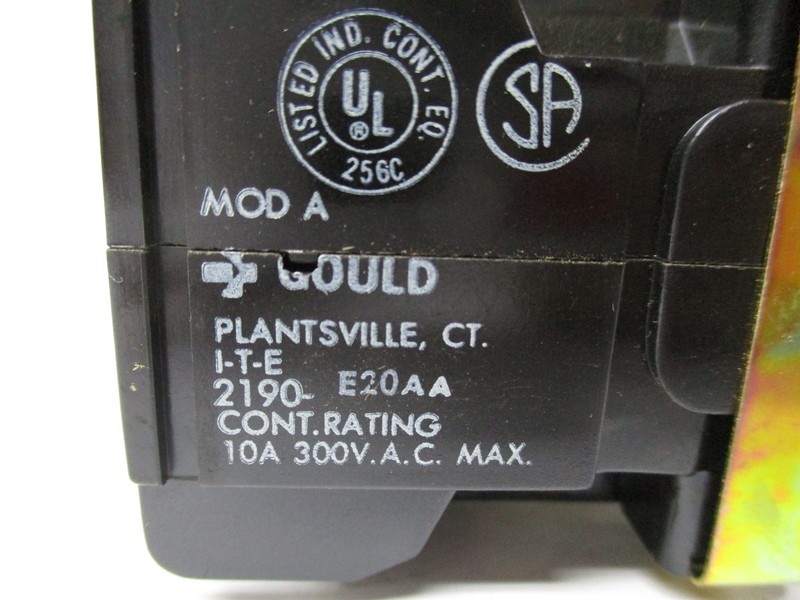 LISTED IND. CONT. EQ.
UL
®
256C
SA
MOD A
GOULD
PLANTSVILLE, CT.
I-T-E
2190- E20AA
CONT.RATING
10A 300V.A.C. MAX.